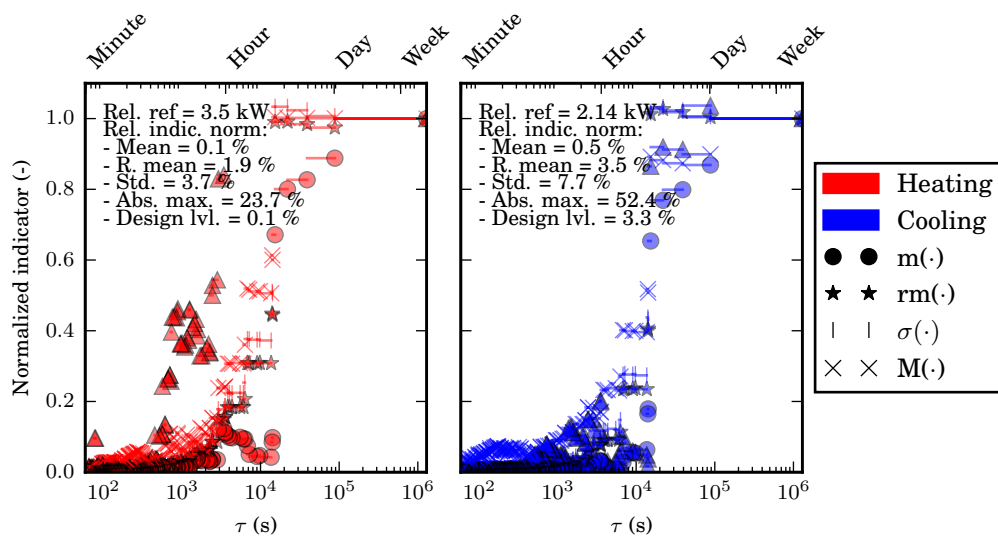 Minute Hour Day Week Minute Hour Day Week
Normalized indicator (-)
1.0
0.8
0.6
0.4
0.2
0.0
Rel. ref = 3.5 kW
Rel. indic. norm:
- Mean = 0.1 %
- R. mean = 1.9 %
- Std. = 3.7 %
- Abs. max. = 23.7 %
- Design lvl. = 0.1 %
10² 10³ 10⁴ 10⁵ 10⁶
τ (s)
Rel. ref = 2.14 kW
Rel. indic. norm:
- Mean = 0.5 %
- R. mean = 3.5 %
- Std. = 7.7 %
- Abs. max. = 52.4 %
- Design lvl. = 3.3 %
10² 10³ 10⁴ 10⁵ 10⁶
τ (s)
Heating
Cooling
m(·)
rm(·)
σ(·)
M(·)